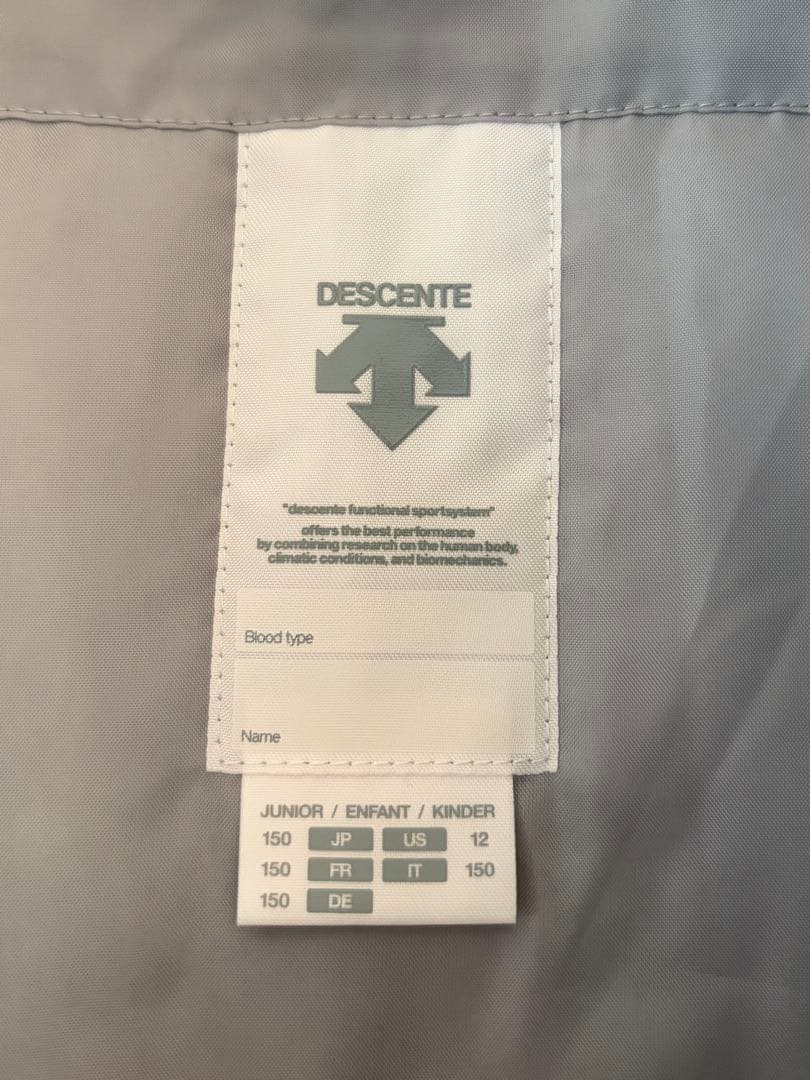 DESCENTE
"descente functional sportsystem"
offers the best performance
by combining research on the human body,
climatic conditions, and biomechanics.
Blood type
Name
JUNIOR / ENFANT / KINDER
150 JP US 12
150 FR IT 150
150 DE